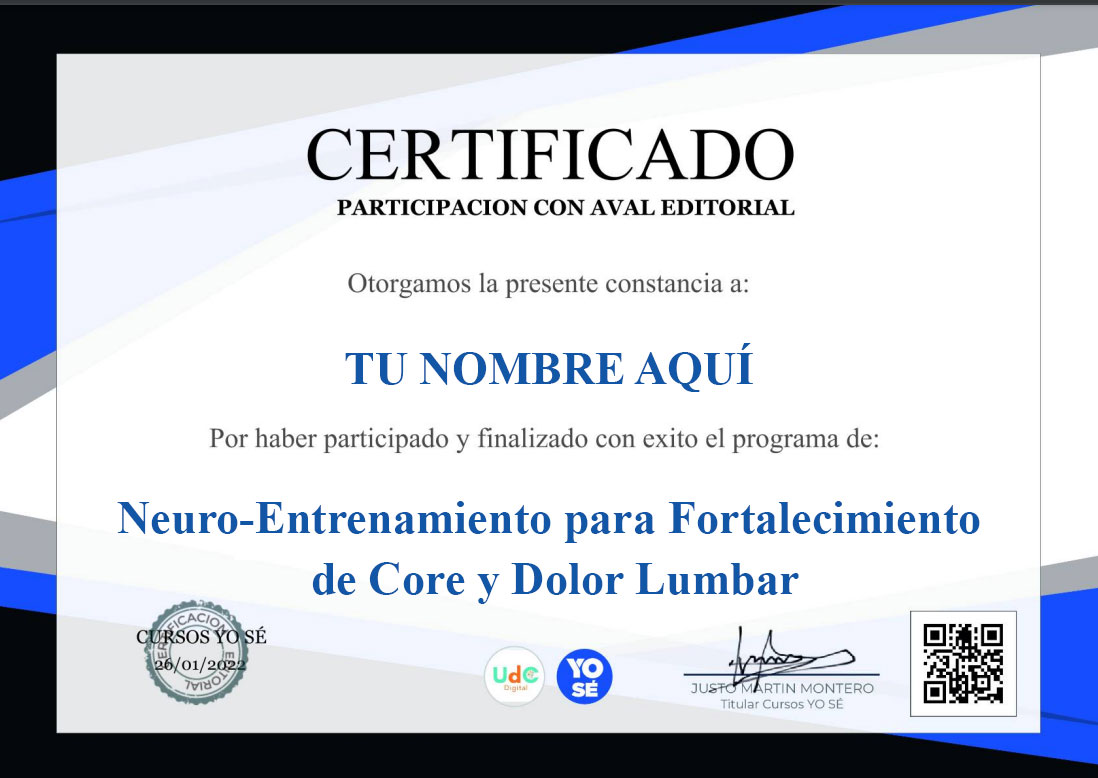 CERTIFICADO
PARTICIPACION CON AVAL EDITORIAL
Otorgamos la presente constancia a:
TU NOMBRE AQUÍ
Por haber participado y finalizado con exito el programa de:
Neuro-Entrenamiento para Fortalecimiento
de Core y Dolor Lumbar
CURSOS YO SÉ
26/01/2022
EDITORIAL
UdC
Digital
YO
SÉ
JUSTO MARTIN MONTERO
Titular Cursos YO SÉ